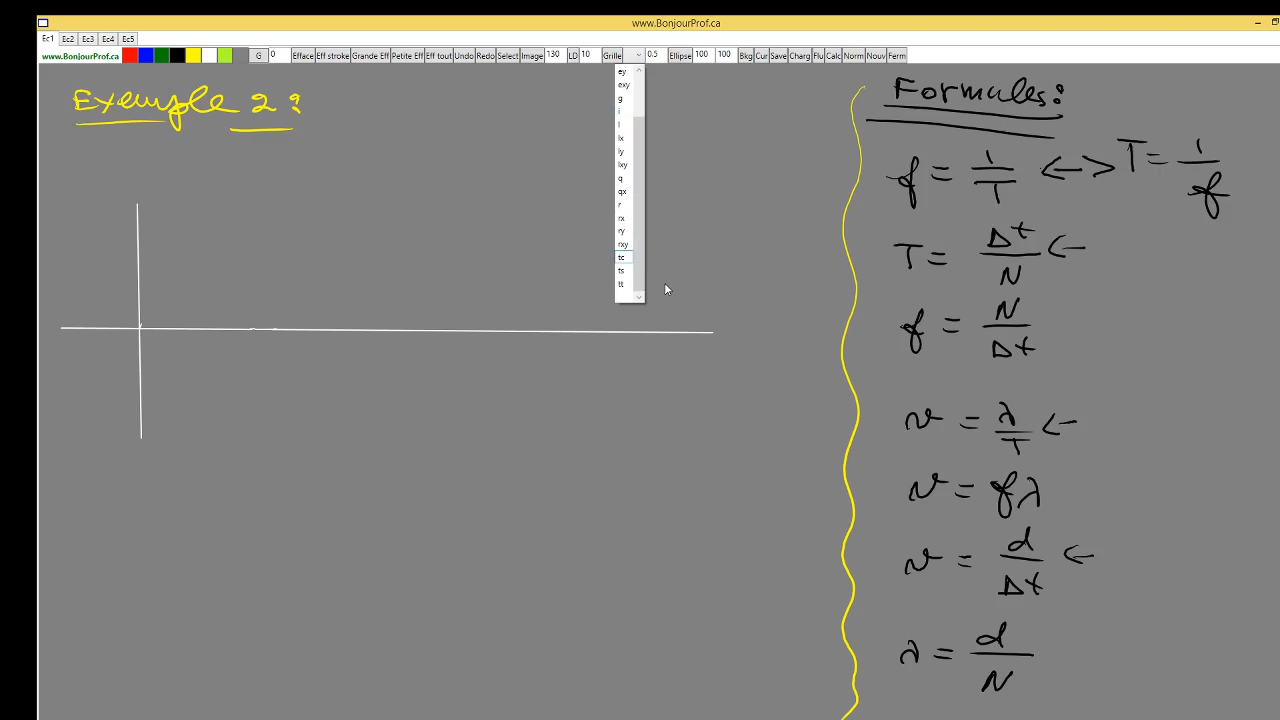 www.BonjourProf.ca
Ec1 Ec2 Ec3 Ec4 Ec5
www.BonjourProf.ca G 0 Efface Eff stroke Grande Eff Petite Eff Eff tout Undo Redo Select Image 130 LD 10 Grille 0.5 Ellipse 100 100 Bkg Cur Save Charg Flu Calc Norm Nouv Ferm
ey
exy
g
i
l
lx
ly
lxy
q
qx
r
rx
ry
rxy
tc
ts
tt
Exemple 2 :
Formules :
f = 1/T <-> T = 1/f
T = Δt/N <-
f = N/Δt
v = λ/T <-
v = fλ
v = d/Δt <-
λ = d/N